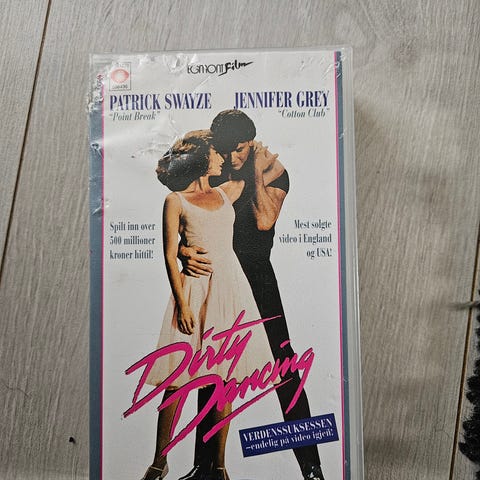 EGMONT Film
PATRICK SWAYZE JENNIFER GREY
"Point Break" "Cotton Club"
Spilt inn over
500 millioner
kroner hittil!
Mest solgte
video i England
og USA!
Dirty
Dancing
VERDENSSUKSESSEN
–endelig på video igjen!